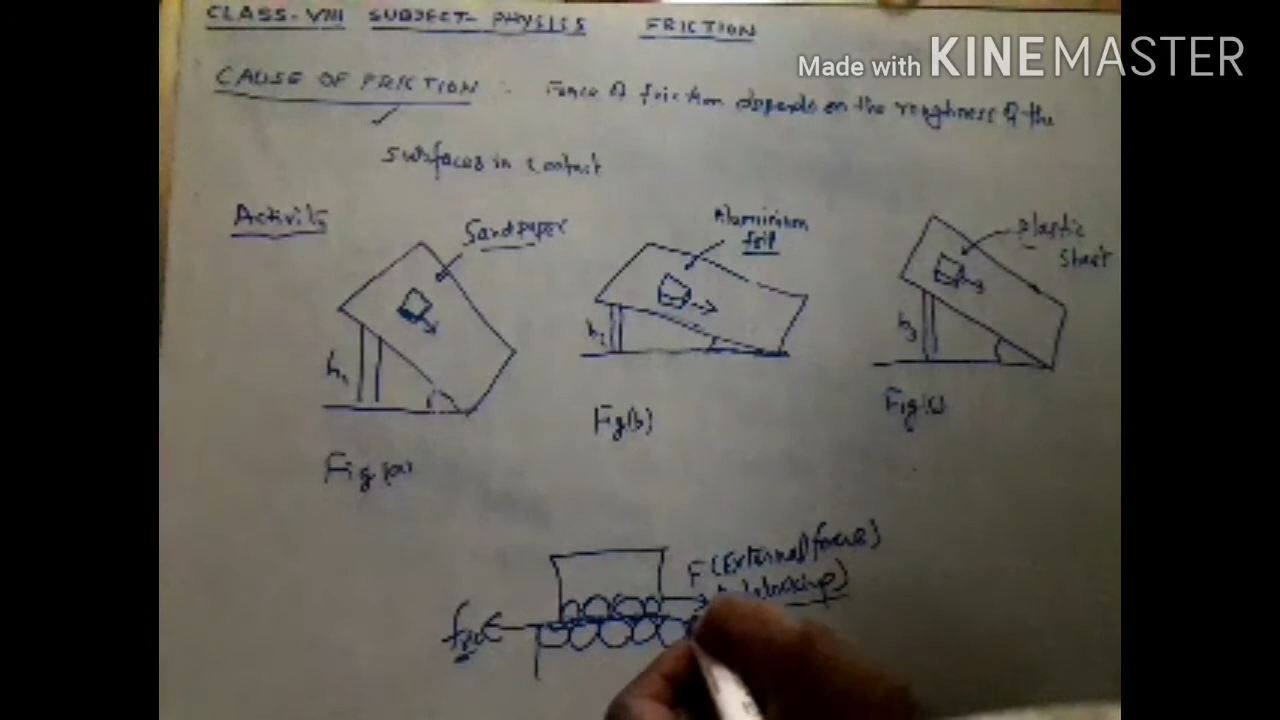 CLASS-VIII SUBJECT-PHYSICS FRICTION
Made with KINEMASTER
CAUSE OF FRICTION :- Force of friction depends on the roughness of the
surfaces in contact
Activity
Sandpaper
Aluminium
foil
plastic
sheet
h1
h2
h3
Fig (a)
Fig (b)
Fig (c)
F (External force)
fric